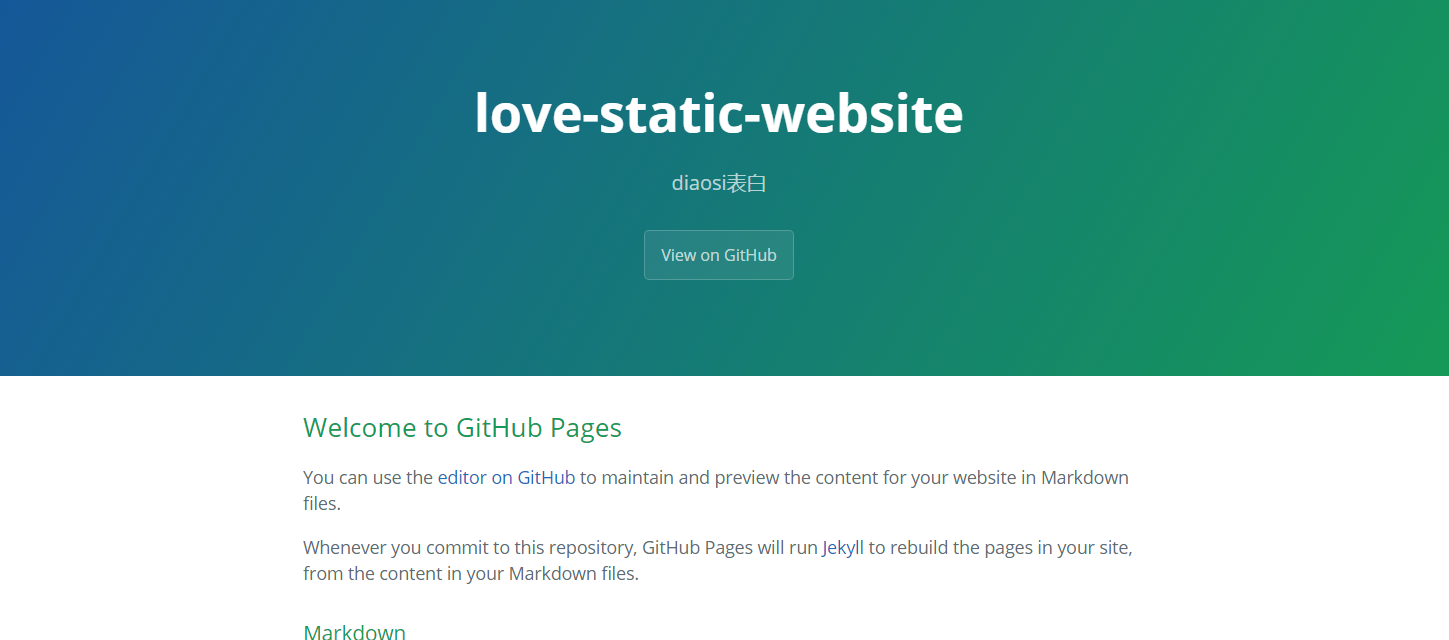 love-static-website
diaosi表白
View on GitHub
Welcome to GitHub Pages
You can use the editor on GitHub to maintain and preview the content for your website in Markdown
files.
Whenever you commit to this repository, GitHub Pages will run Jekyll to rebuild the pages in your site,
from the content in your Markdown files.
Markdown